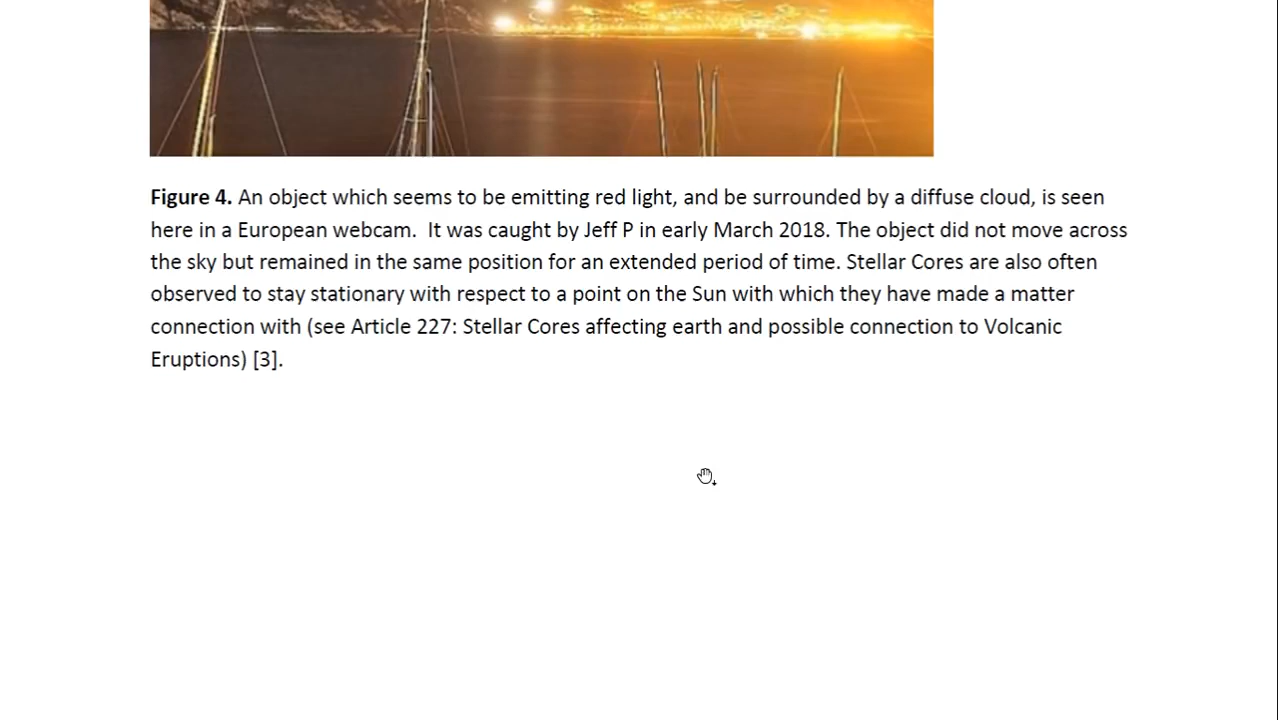 Figure 4. An object which seems to be emitting red light, and be surrounded by a diffuse cloud, is seen
here in a European webcam.  It was caught by Jeff P in early March 2018. The object did not move across
the sky but remained in the same position for an extended period of time. Stellar Cores are also often
observed to stay stationary with respect to a point on the Sun with which they have made a matter
connection with (see Article 227: Stellar Cores affecting earth and possible connection to Volcanic
Eruptions) [3].